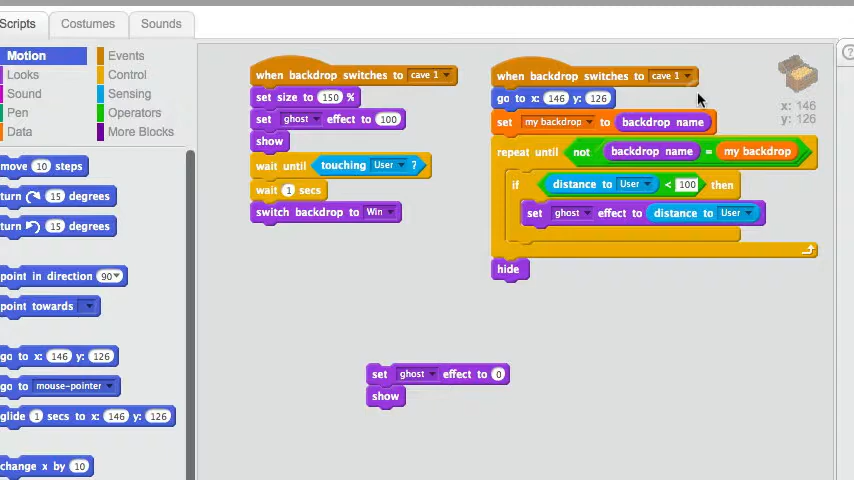 Scripts
Costumes
Sounds
Motion
Looks
Sound
Pen
Data
Events
Control
Sensing
Operators
More Blocks
move 10 steps
turn 15 degrees
turn 15 degrees
point in direction 90
point towards
go to x: 146 y: 126
go to mouse-pointer
glide 1 secs to x: 146 y: 126
change x by 10
when backdrop switches to cave 1
set size to 150 %
set ghost effect to 100
show
wait until touching User ?
wait 1 secs
switch backdrop to Win
when backdrop switches to cave 1
go to x: 146 y: 126
set my backdrop to backdrop name
repeat until not backdrop name = my backdrop
if distance to User < 100 then
set ghost effect to distance to User
hide
set ghost effect to 0
show
x: 146
y: 126
?